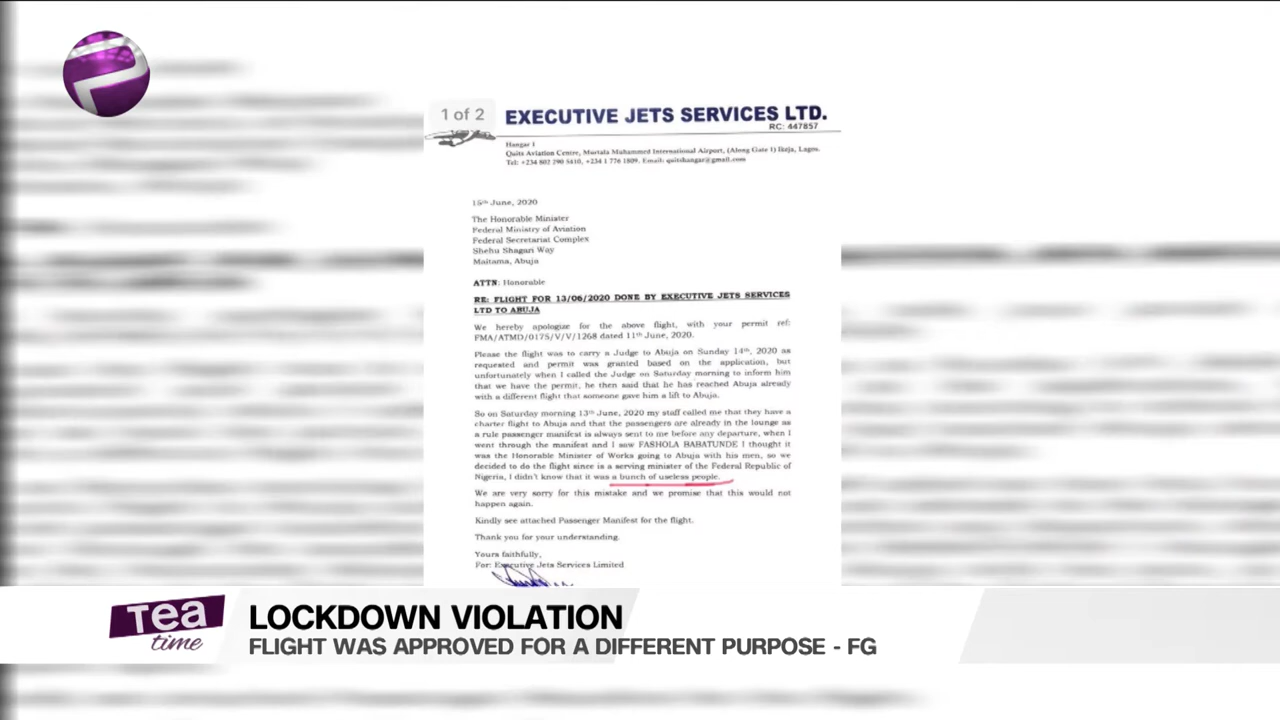 1 of 2
EXECUTIVE JETS SERVICES LTD.
RC: 447857
Hangar 1
Quits Aviation Centre, Murtala Muhammed International Airport, (Along Gate 1) Ikeja, Lagos.
Tel: +234 802 290 5410, +234 1 776 1809, Email: quitshangar@gmail.com
15th June, 2020
The Honorable Minister
Federal Ministry of Aviation
Federal Secretariat Complex
Shehu Shagari Way
Maitama, Abuja
ATTN: Honorable
RE: FLIGHT FOR 13/06/2020 DONE BY EXECUTIVE JETS SERVICES
LTD TO ABUJA
We hereby apologize for the above flight, with your permit ref:
FMA/ATMD/0175/V/V/1268 dated 11th June, 2020.
Please the flight was to carry a Judge to Abuja on Sunday 14th, 2020 as
requested and permit was granted based on the application, but
unfortunately when I called the Judge on Saturday morning to inform him
that we have the permit, he then said that he has reached Abuja already
with a different flight that someone gave him a lift to Abuja.
So on Saturday morning 13th June, 2020 my staff called me that they have a
charter flight to Abuja and that the passengers are already in the lounge as
a rule passenger manifest is always sent to me before any departure, when I
went through the manifest and I saw FASHOLA BABATUNDE I thought it
was the Honorable Minister of Works going to Abuja with his men, so we
decided to do the flight since is a serving minister of the Federal Republic of
Nigeria, I didn't know that it was a bunch of useless people.
We are very sorry for this mistake and we promise that this would not
happen again.
Kindly see attached Passenger Manifest for the flight.
Thank you for your understanding.
Yours faithfully,
For: Executive Jets Services Limited
Tea
time
LOCKDOWN VIOLATION
FLIGHT WAS APPROVED FOR A DIFFERENT PURPOSE - FG